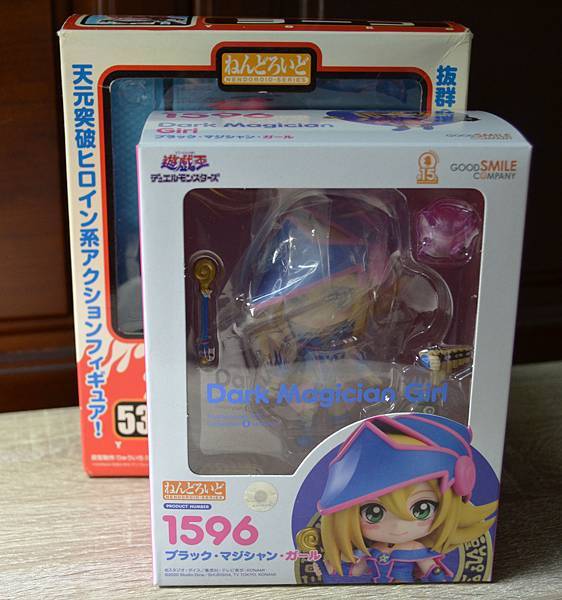 ねんどろいど
NENDOROID-SERIES
天元突破ヒロイン系アクションフィギュア!
抜群
53
1596
Dark Magician
Girl
ブラック・マジシャン・ガール
遊戯王
デュエルモンスターズ
15
GOOD SMILE
COMPANY
Dark Magician Girl
ねんどろいど
NENDOROID-SERIES
PRODUCT NUMBER
1596
ブラック・マジシャン・ガール